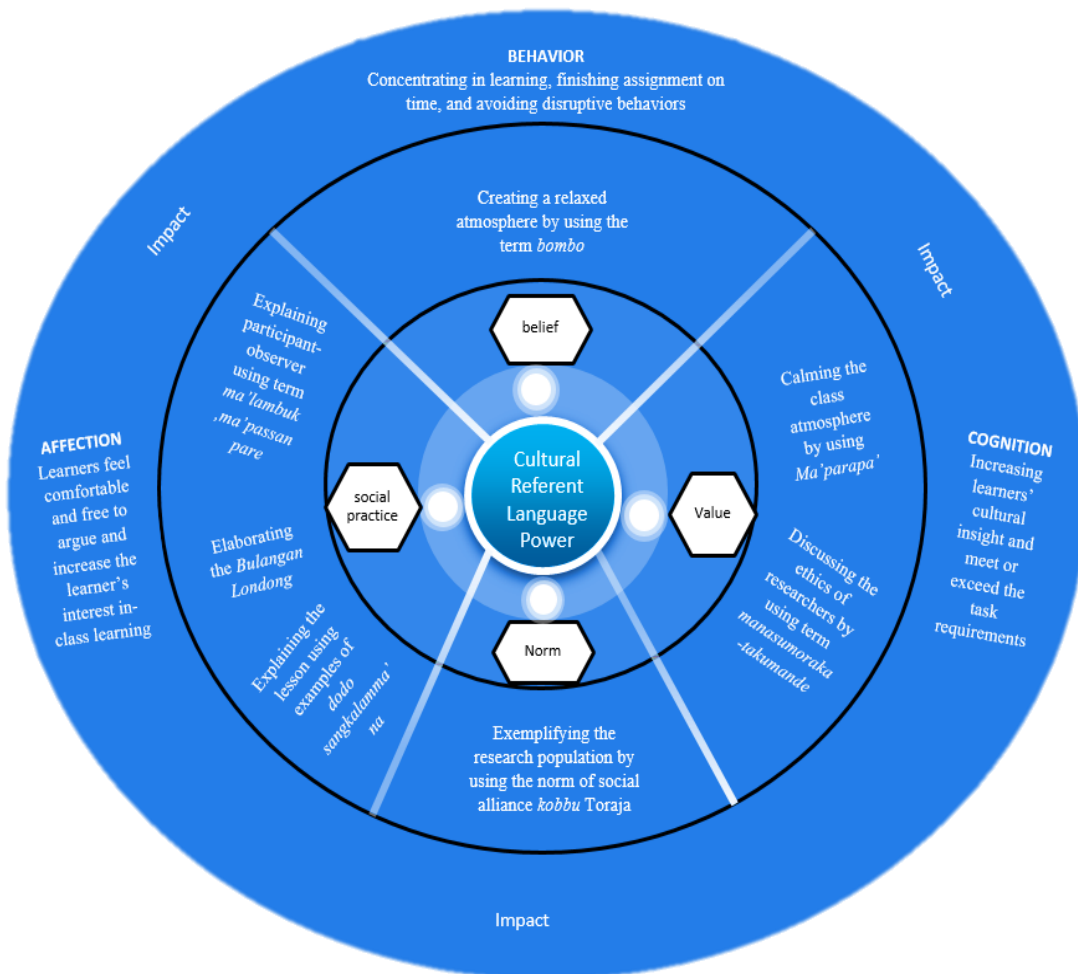 BEHAVIOR
Concentrating in learning, finishing assignment on
time, and avoiding disruptive behaviors
Impact
Impact
Creating a relaxed
atmosphere by using the
term bombo
belief
Explaining
participant-
observer
using term
ma'lambuk
,ma'passan
pare
Calming the
class
atmosphere
by using
Ma'parapa'
AFFECTION
Learners feel
comfortable
and free to
argue and
increase the
learner's
interest in-
class learning
social
practice
Cultural
Referent
Language
Power
Value
COGNITION
Increasing
learners'
cultural
insight and
meet or
exceed the
task
requirements
Elaborating
the Bulangan
Londong
Discussing the
ethics of
researchers by
using term
manasumoraka
-takumande
Explaining the
lesson using
examples of
dodo
sangkalamma'
na
Norm
Exemplifying the
research population by
using the norm of social
alliance kobbu Toraja
Impact